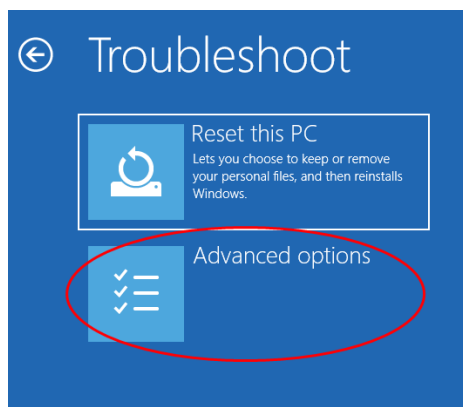 Troubleshoot
Reset this PC
Lets you choose to keep or remove
your personal files, and then reinstalls
Windows.
Advanced options